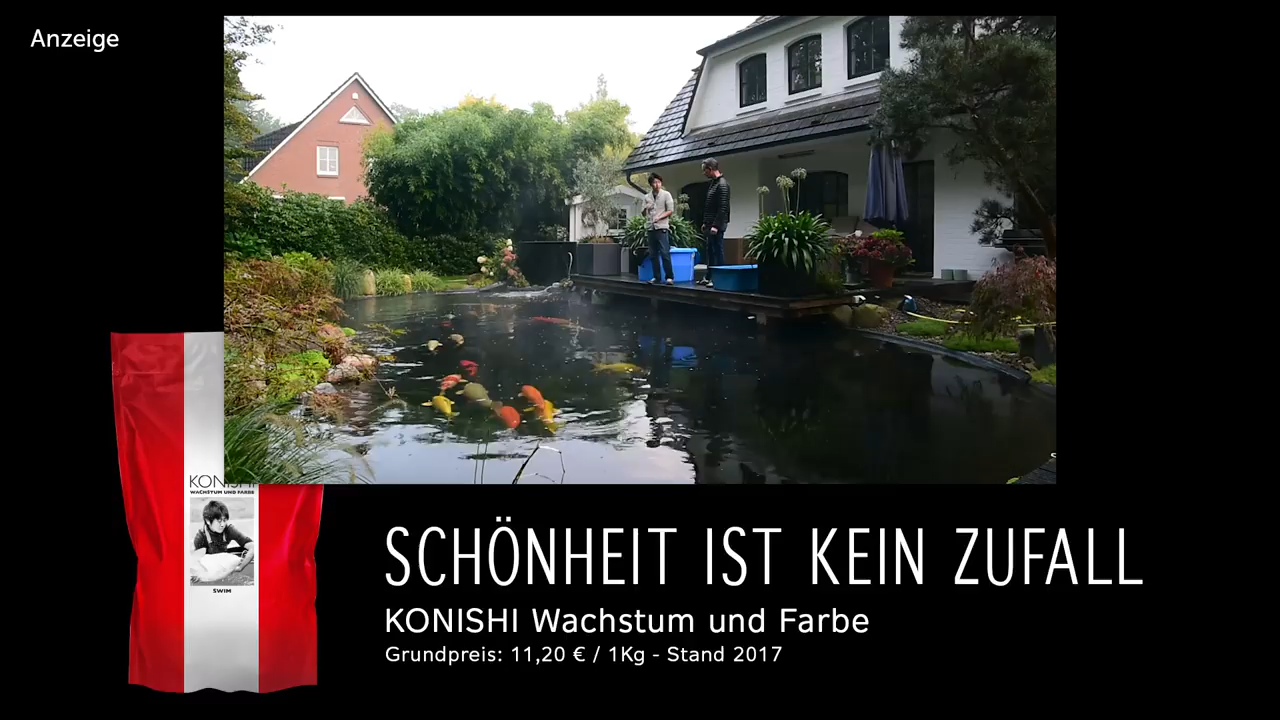 Anzeige
KONISHI
WACHSTUM UND FARBE
SWIM
SCHÖNHEIT IST KEIN ZUFALL
KONISHI Wachstum und Farbe
Grundpreis: 11,20 € / 1Kg - Stand 2017